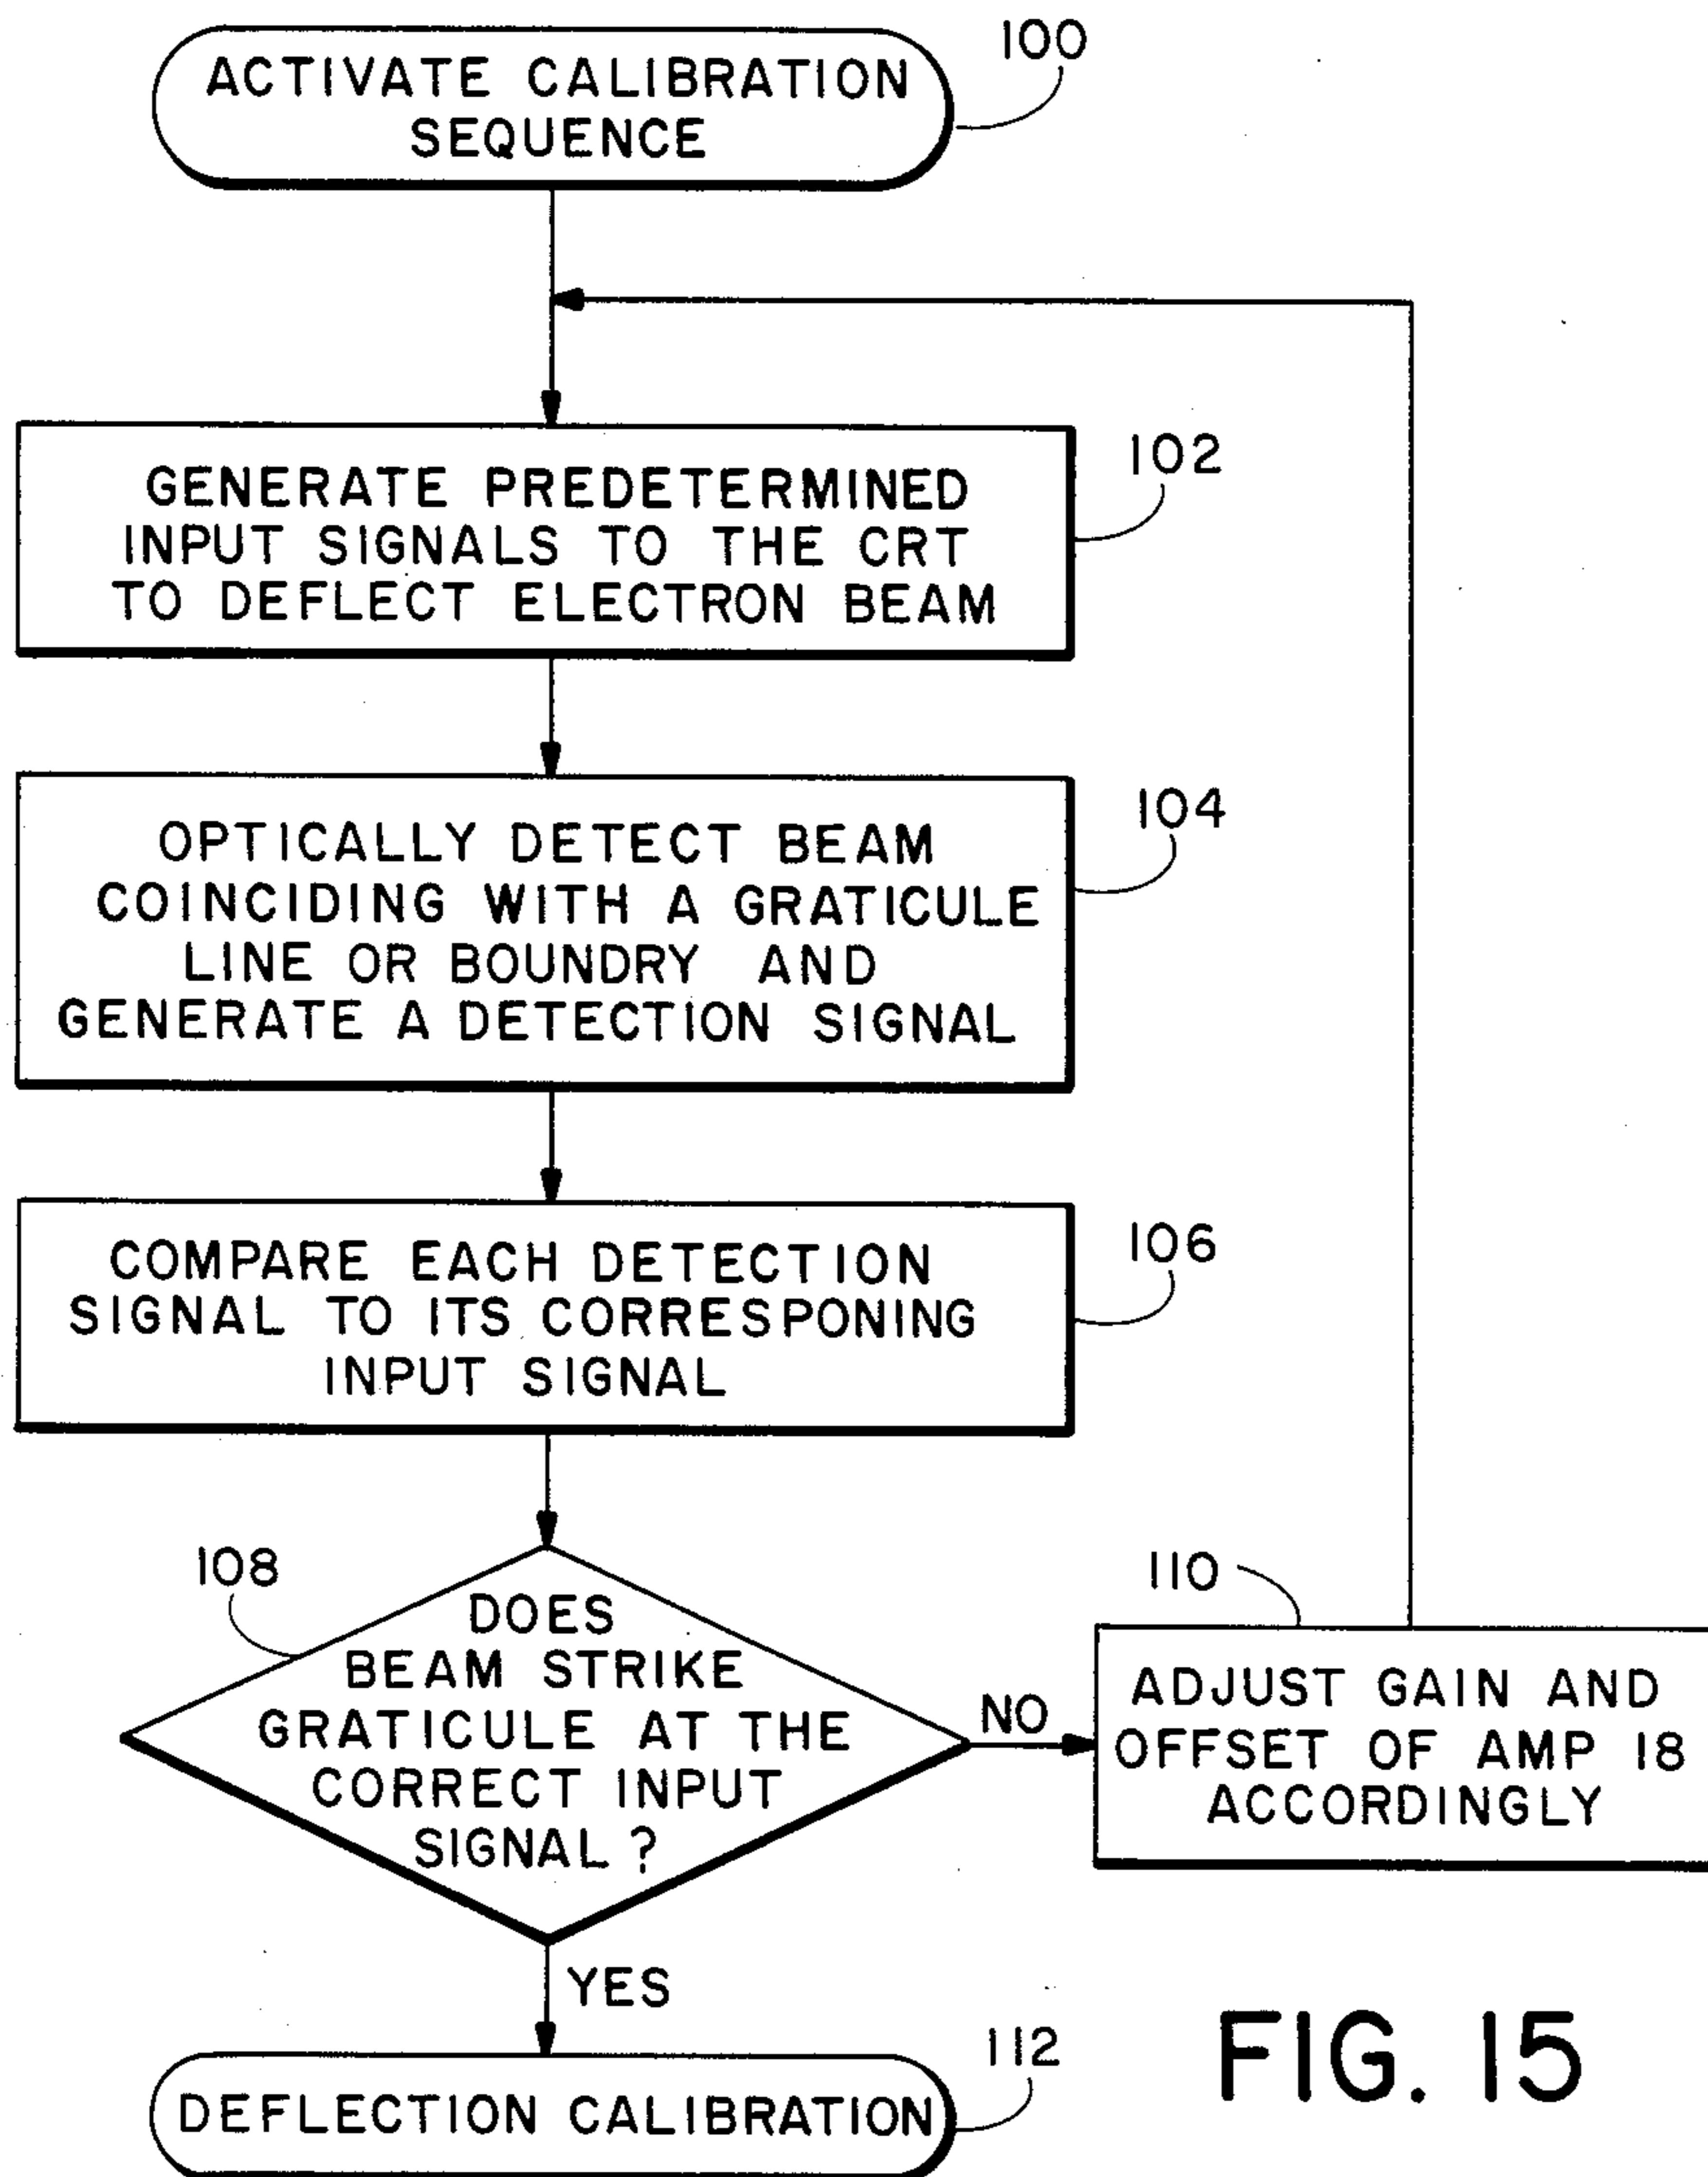 ACTIVATE CALIBRATION
SEQUENCE
100
GENERATE PREDETERMINED
INPUT SIGNALS TO THE CRT
TO DEFLECT ELECTRON BEAM
102
OPTICALLY DETECT BEAM
COINCIDING WITH A GRATICULE
LINE OR BOUNDRY AND
GENERATE A DETECTION SIGNAL
104
COMPARE EACH DETECTION
SIGNAL TO ITS CORRESPONING
INPUT SIGNAL
106
108
DOES
BEAM STRIKE
GRATICULE AT THE
CORRECT INPUT
SIGNAL?
NO
110
ADJUST GAIN AND
OFFSET OF AMP 18
ACCORDINGLY
YES
DEFLECTION CALIBRATION
112
FIG. 15